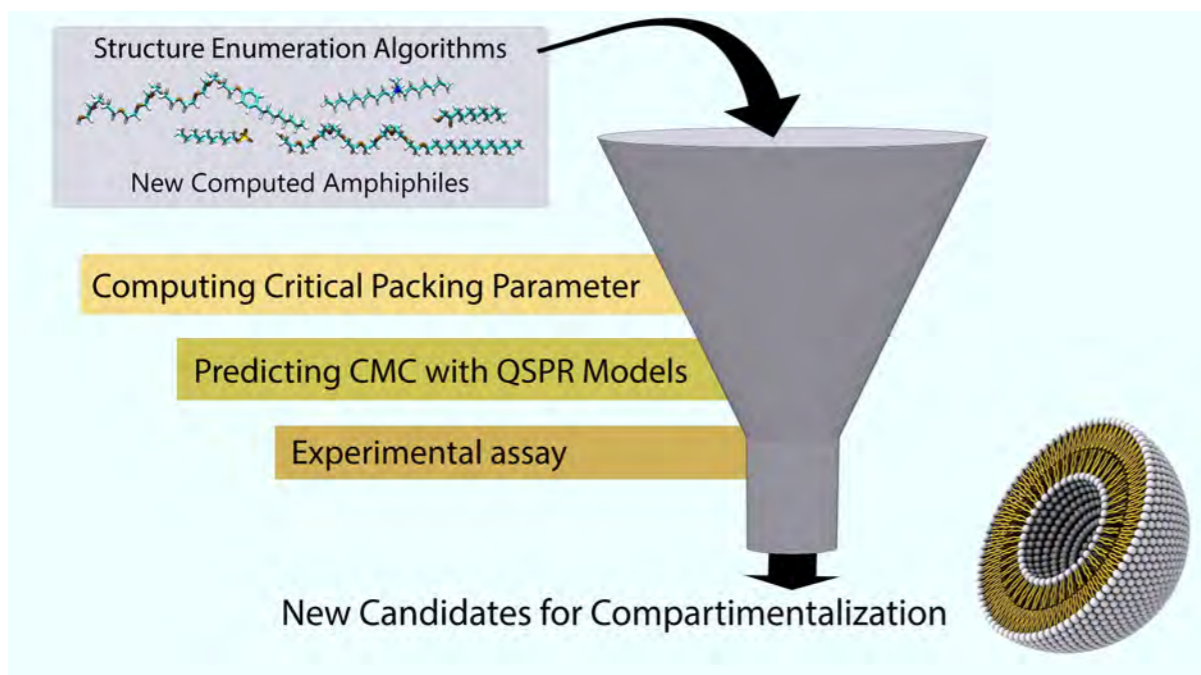 Structure Enumeration Algorithms
New Computed Amphiphiles
Computing Critical Packing Parameter
Predicting CMC with QSPR Models
Experimental assay
New Candidates for Compartimentalization